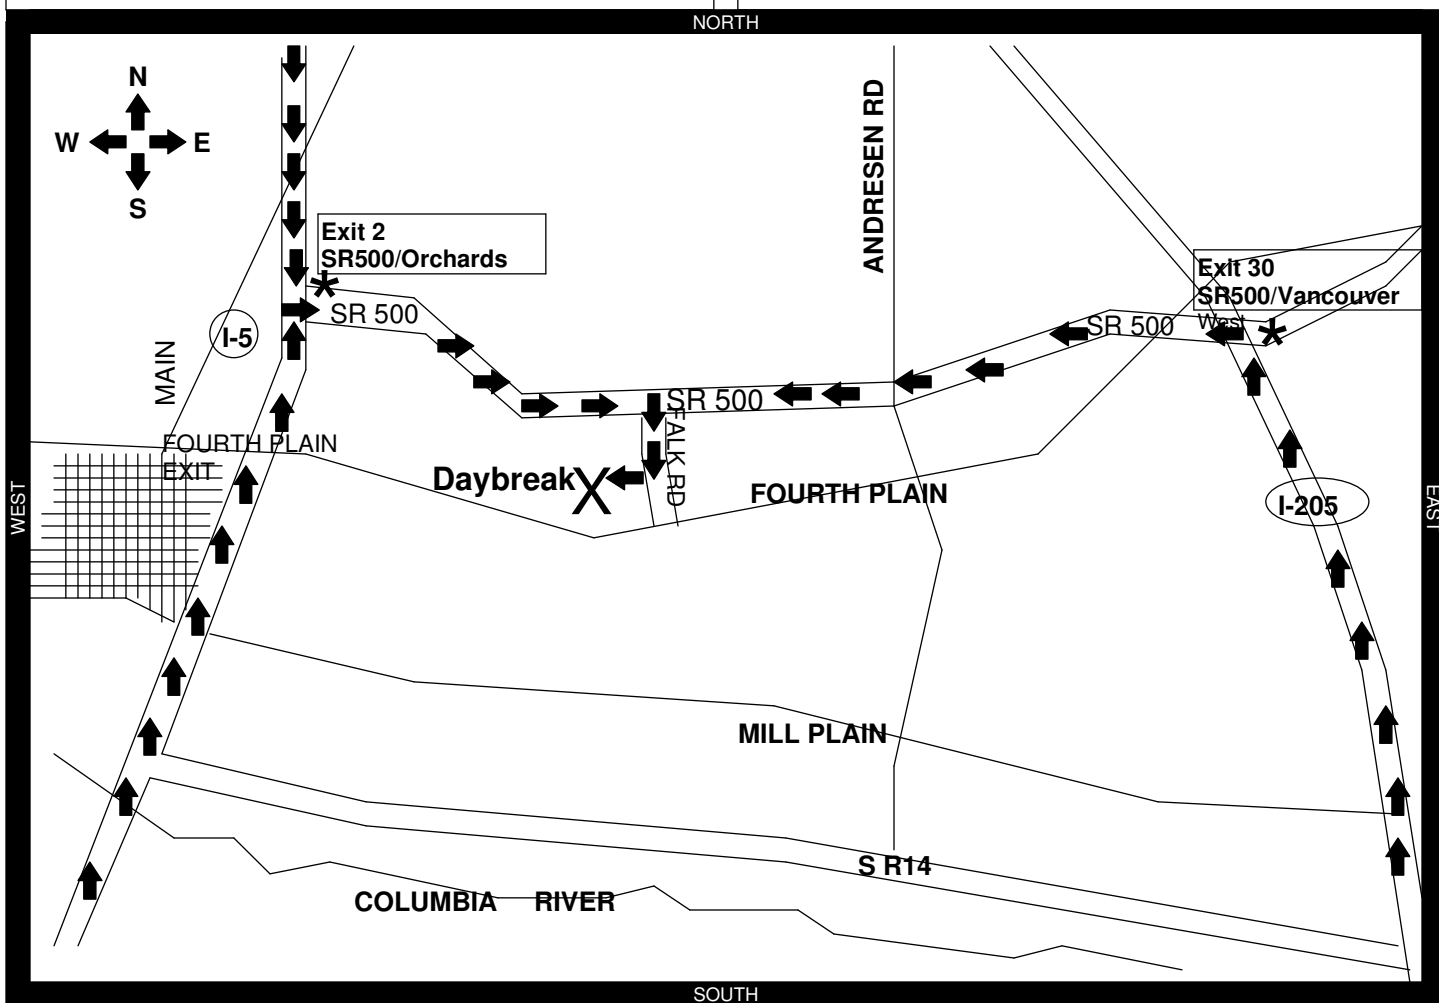 NORTH
N
W E
S
ANDRESEN RD
Exit 2
SR500/Orchards
Exit 30
SR500/Vancouver
West
SR 500
SR 500
I-5
MAIN
SR 500
FALK RD
FOURTH PLAIN
EXIT
Daybreak X
FOURTH PLAIN
I-205
WEST
EAST
MILL PLAIN
S R14
COLUMBIA RIVER
SOUTH